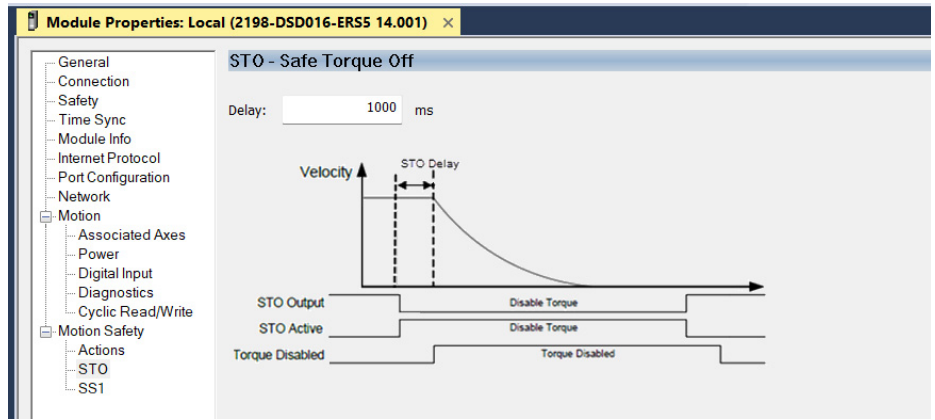 Module Properties: Local (2198-DSD016-ERS5 14.001) ×
General
Connection
Safety
Time Sync
Module Info
Internet Protocol
Port Configuration
Network
Motion
Associated Axes
Power
Digital Input
Diagnostics
Cyclic Read/Write
Motion Safety
Actions
STO
SS1
STO - Safe Torque Off
Delay: 1000 ms
STO Delay
Velocity
STO Output Disable Torque
STO Active Disable Torque
Torque Disabled Torque Disabled